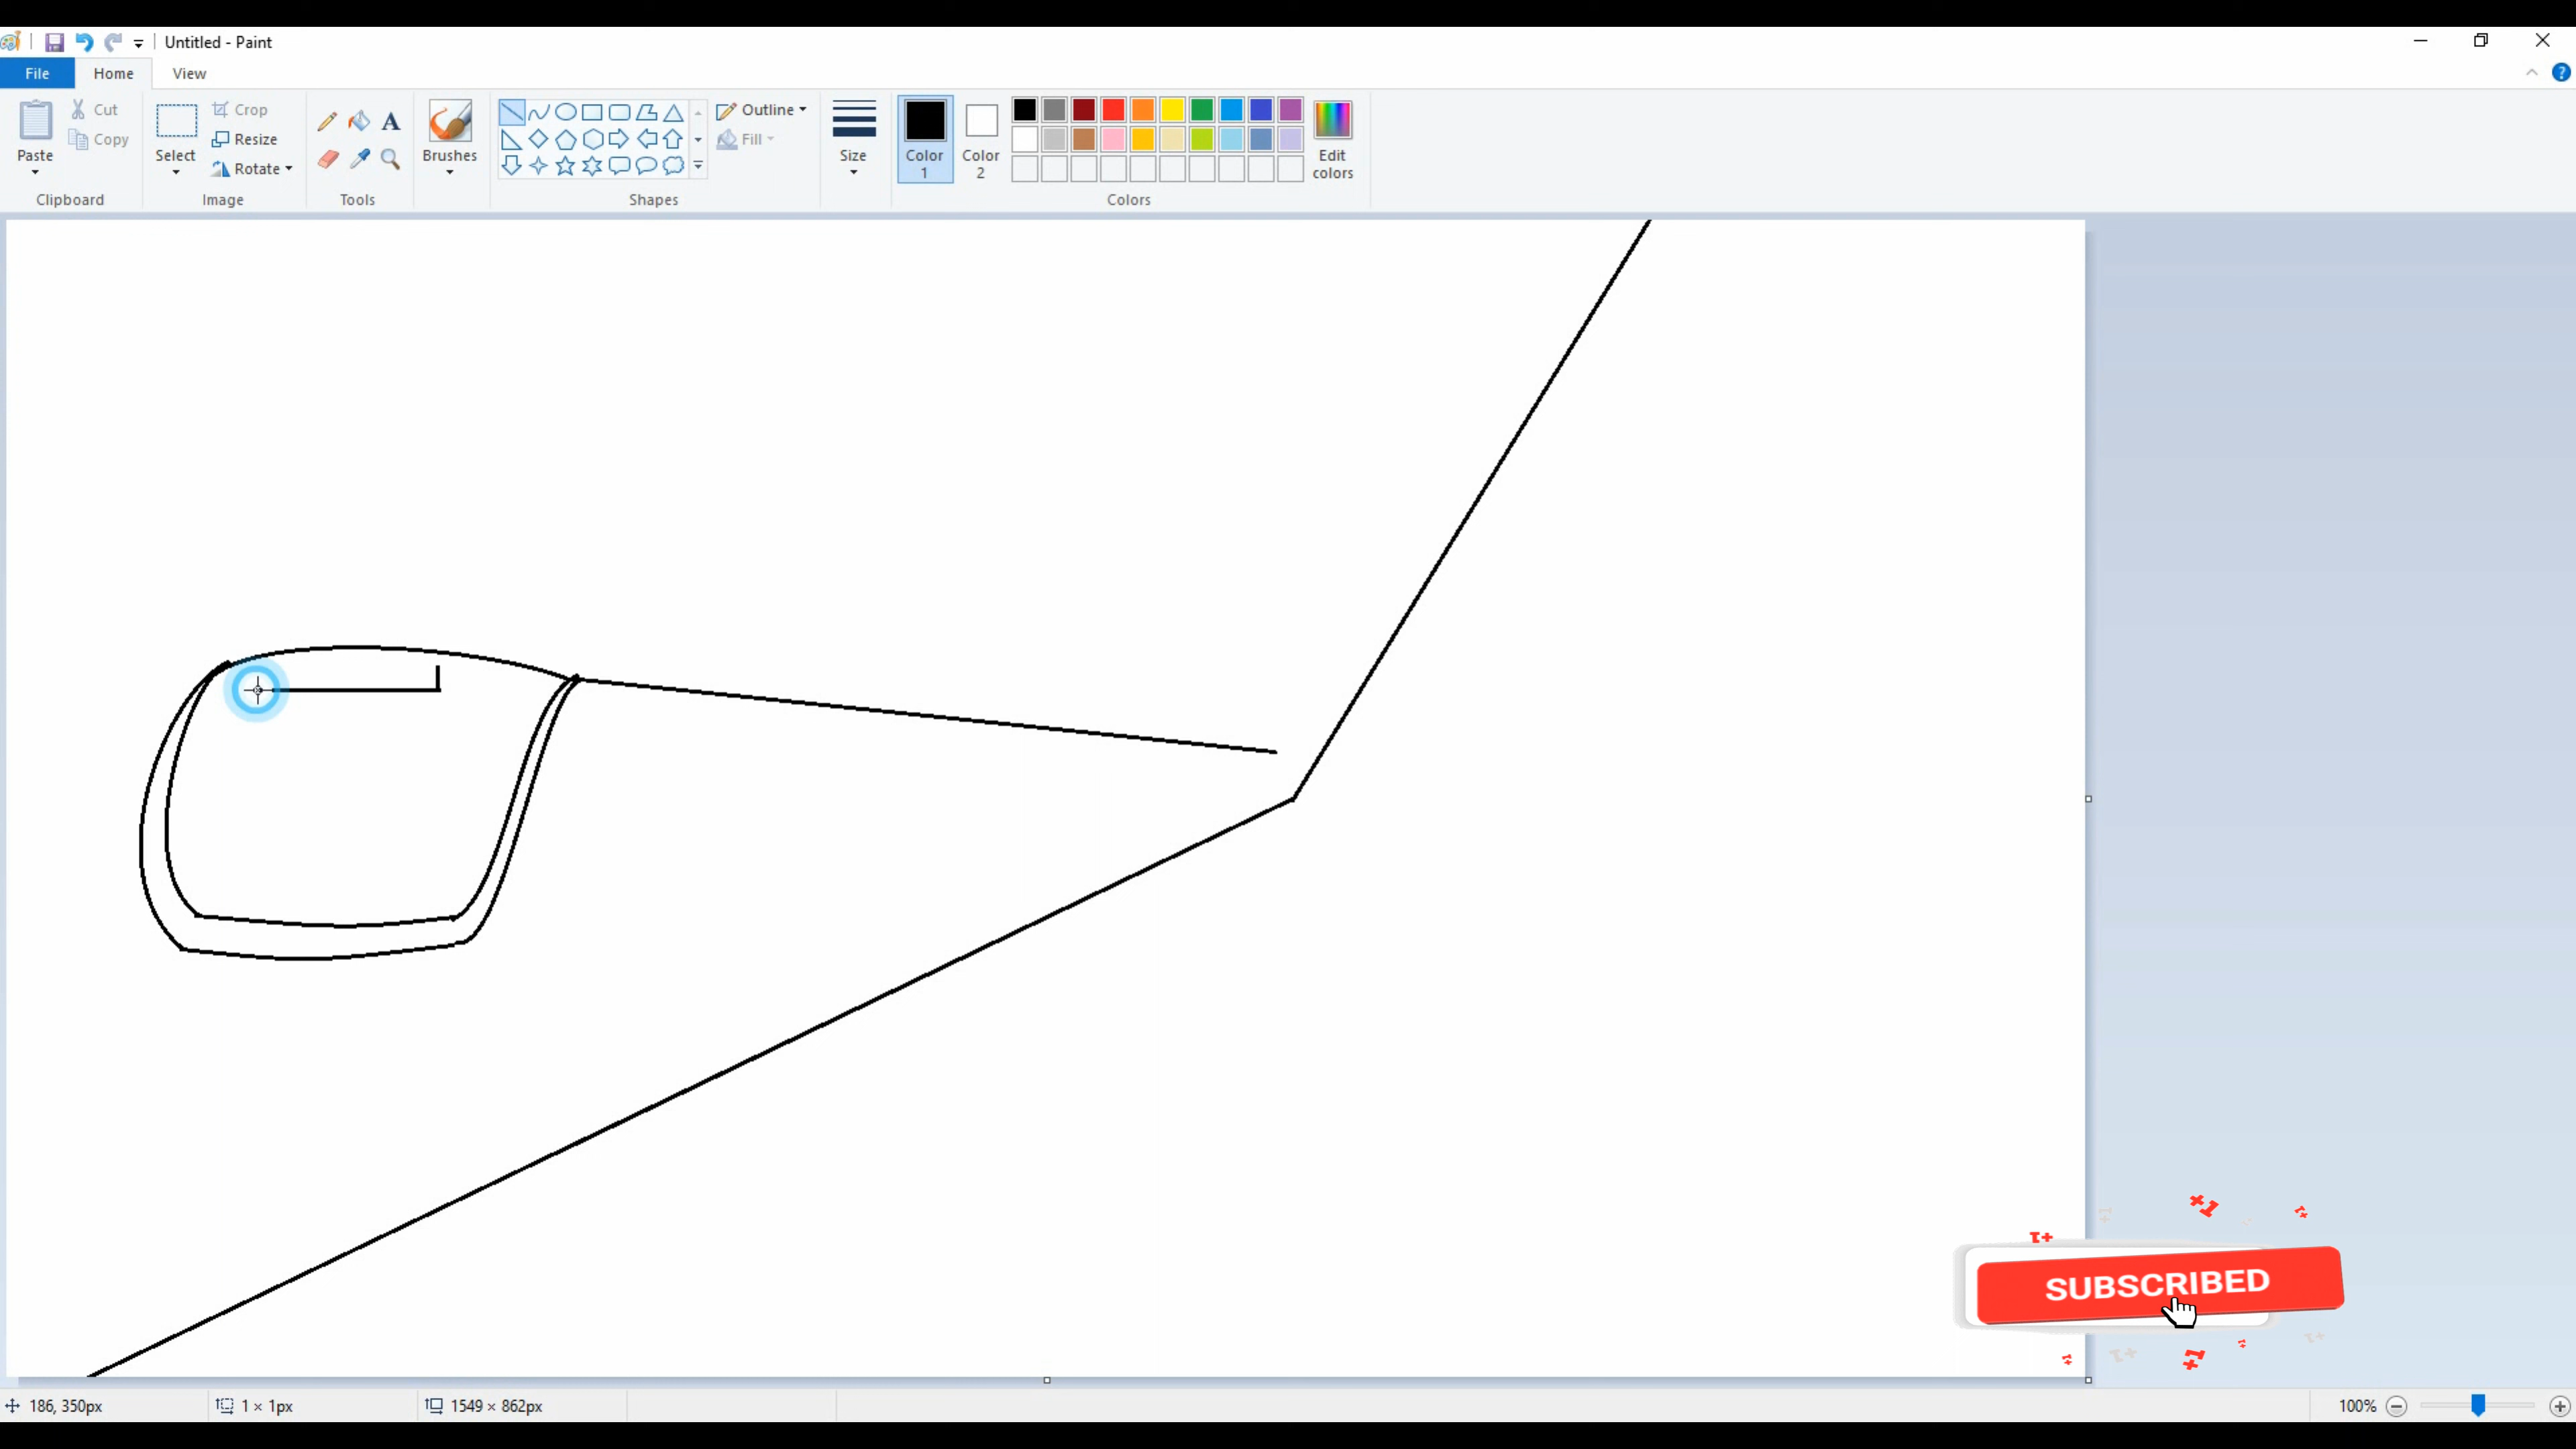 Untitled - Paint
File Home View
Paste
Cut
Copy
Clipboard
Select
Crop
Resize
Rotate
Image
A
Tools
Brushes
Outline
Fill
Shapes
Size
Color 1
Color 2
Edit colors
Colors
+1
SUBSCRIBED
186, 350px
1 × 1px
1549 × 862px
100%